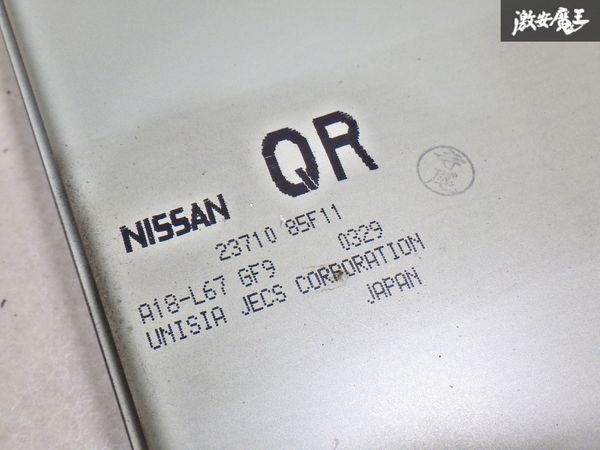 激安魔王
QR
NISSAN
23710 85F11
A18-L67 GF9 0329
UNISIA JECS CORPORATION
JAPAN